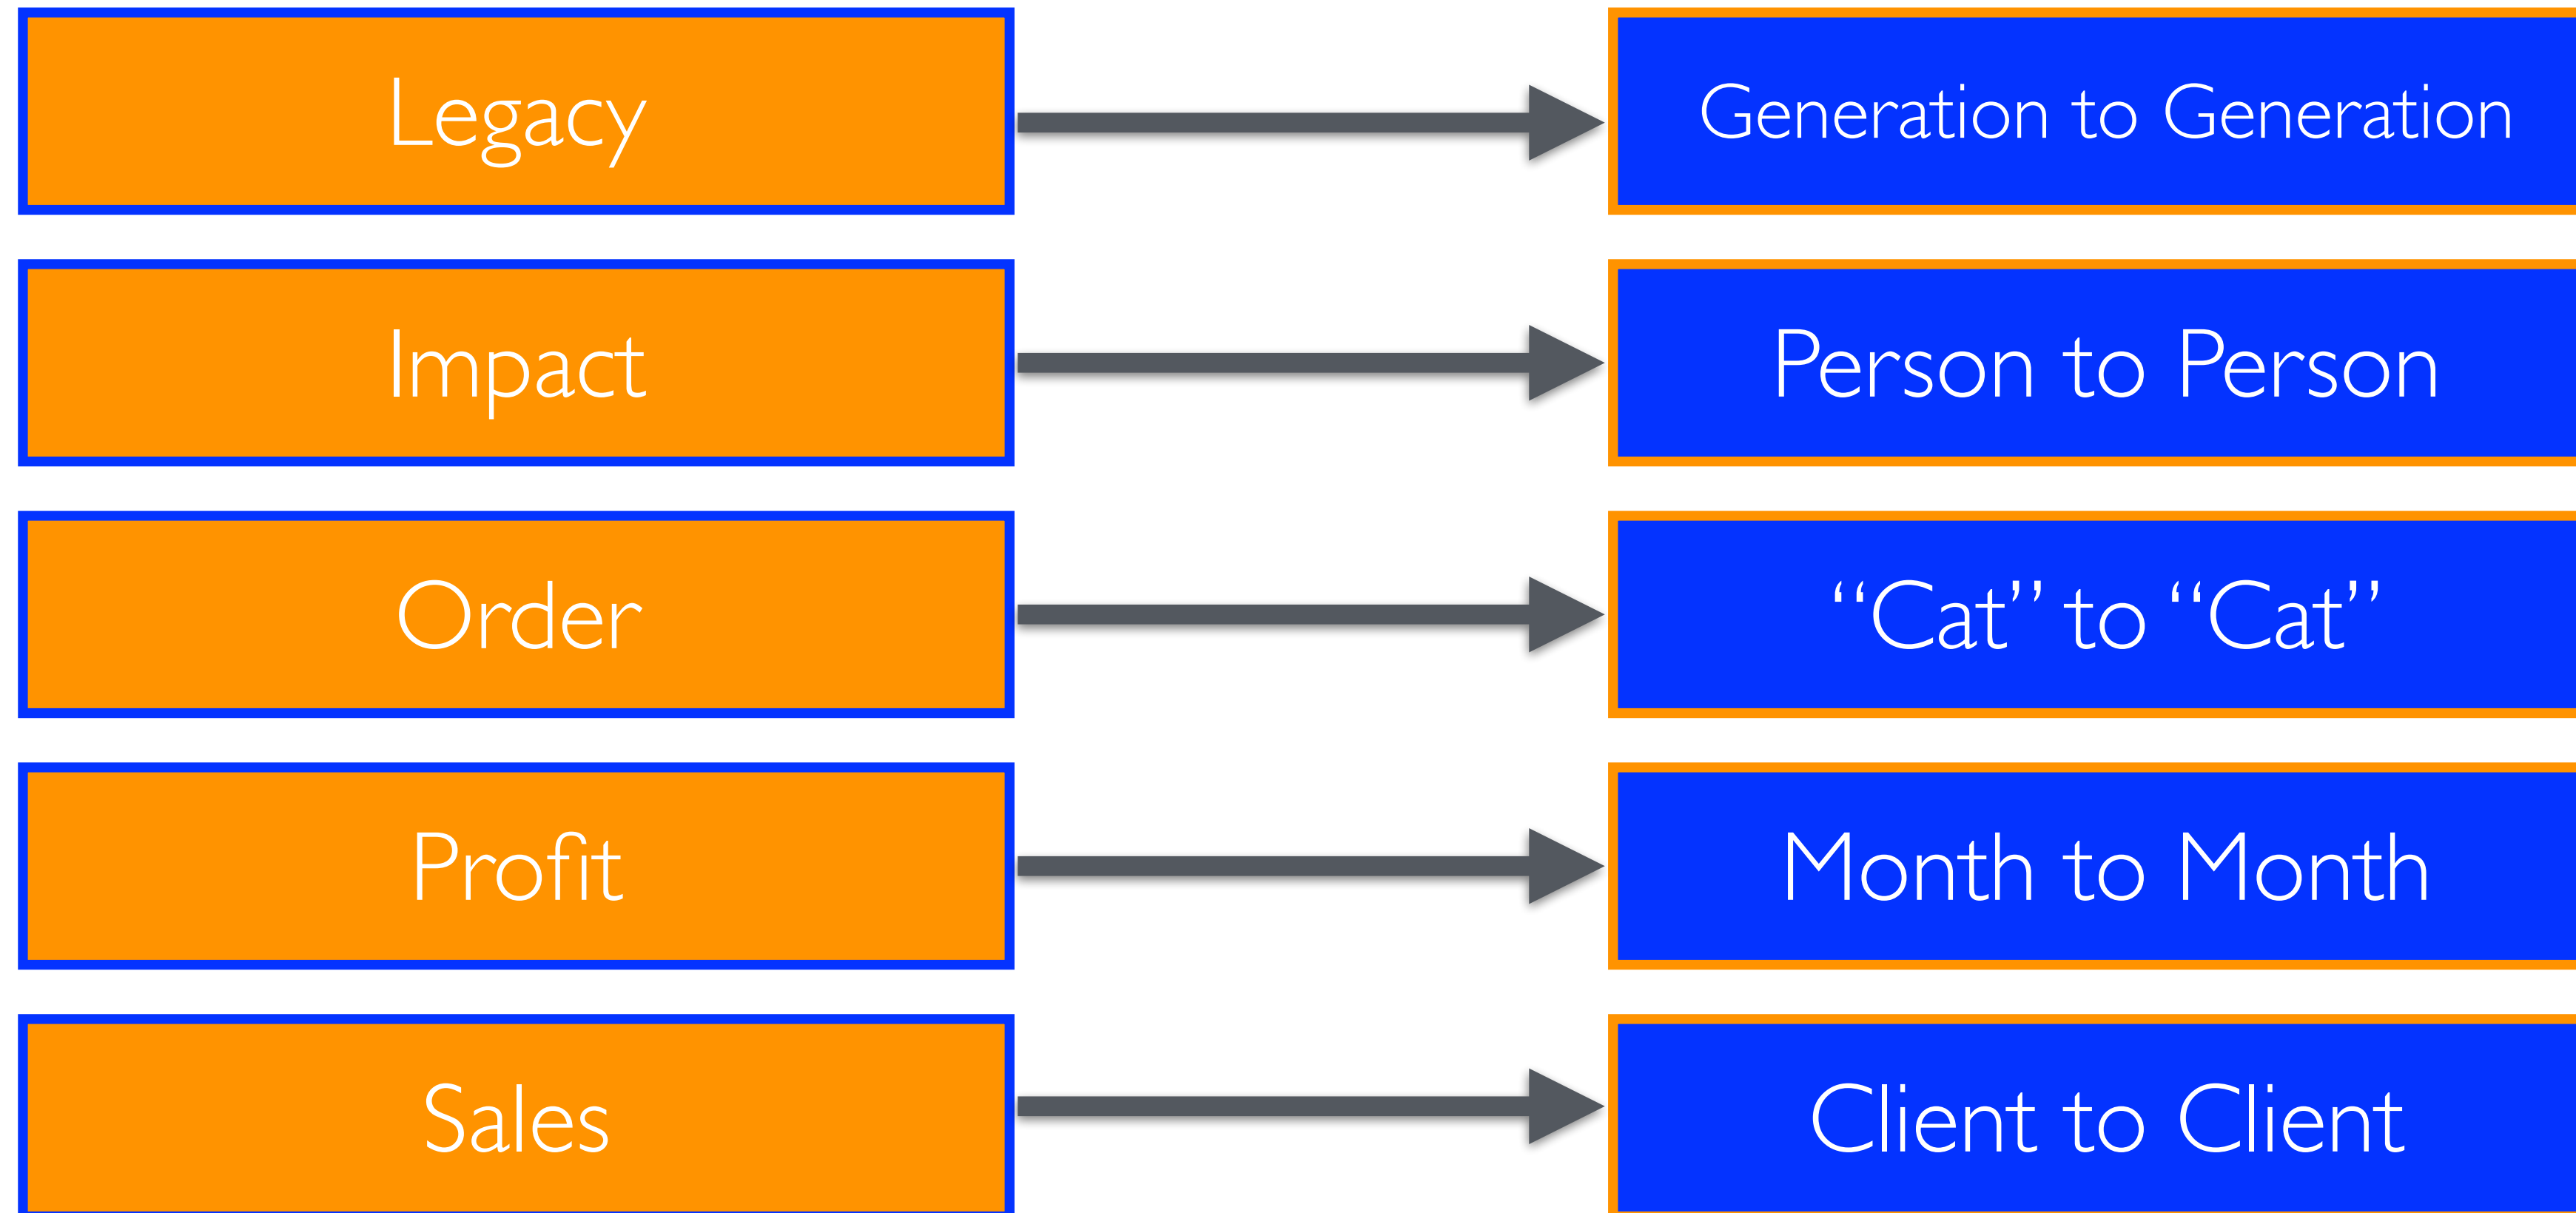 Legacy
Generation to Generation
Impact
Person to Person
Order
“Cat” to “Cat”
Profit
Month to Month
Sales
Client to Client